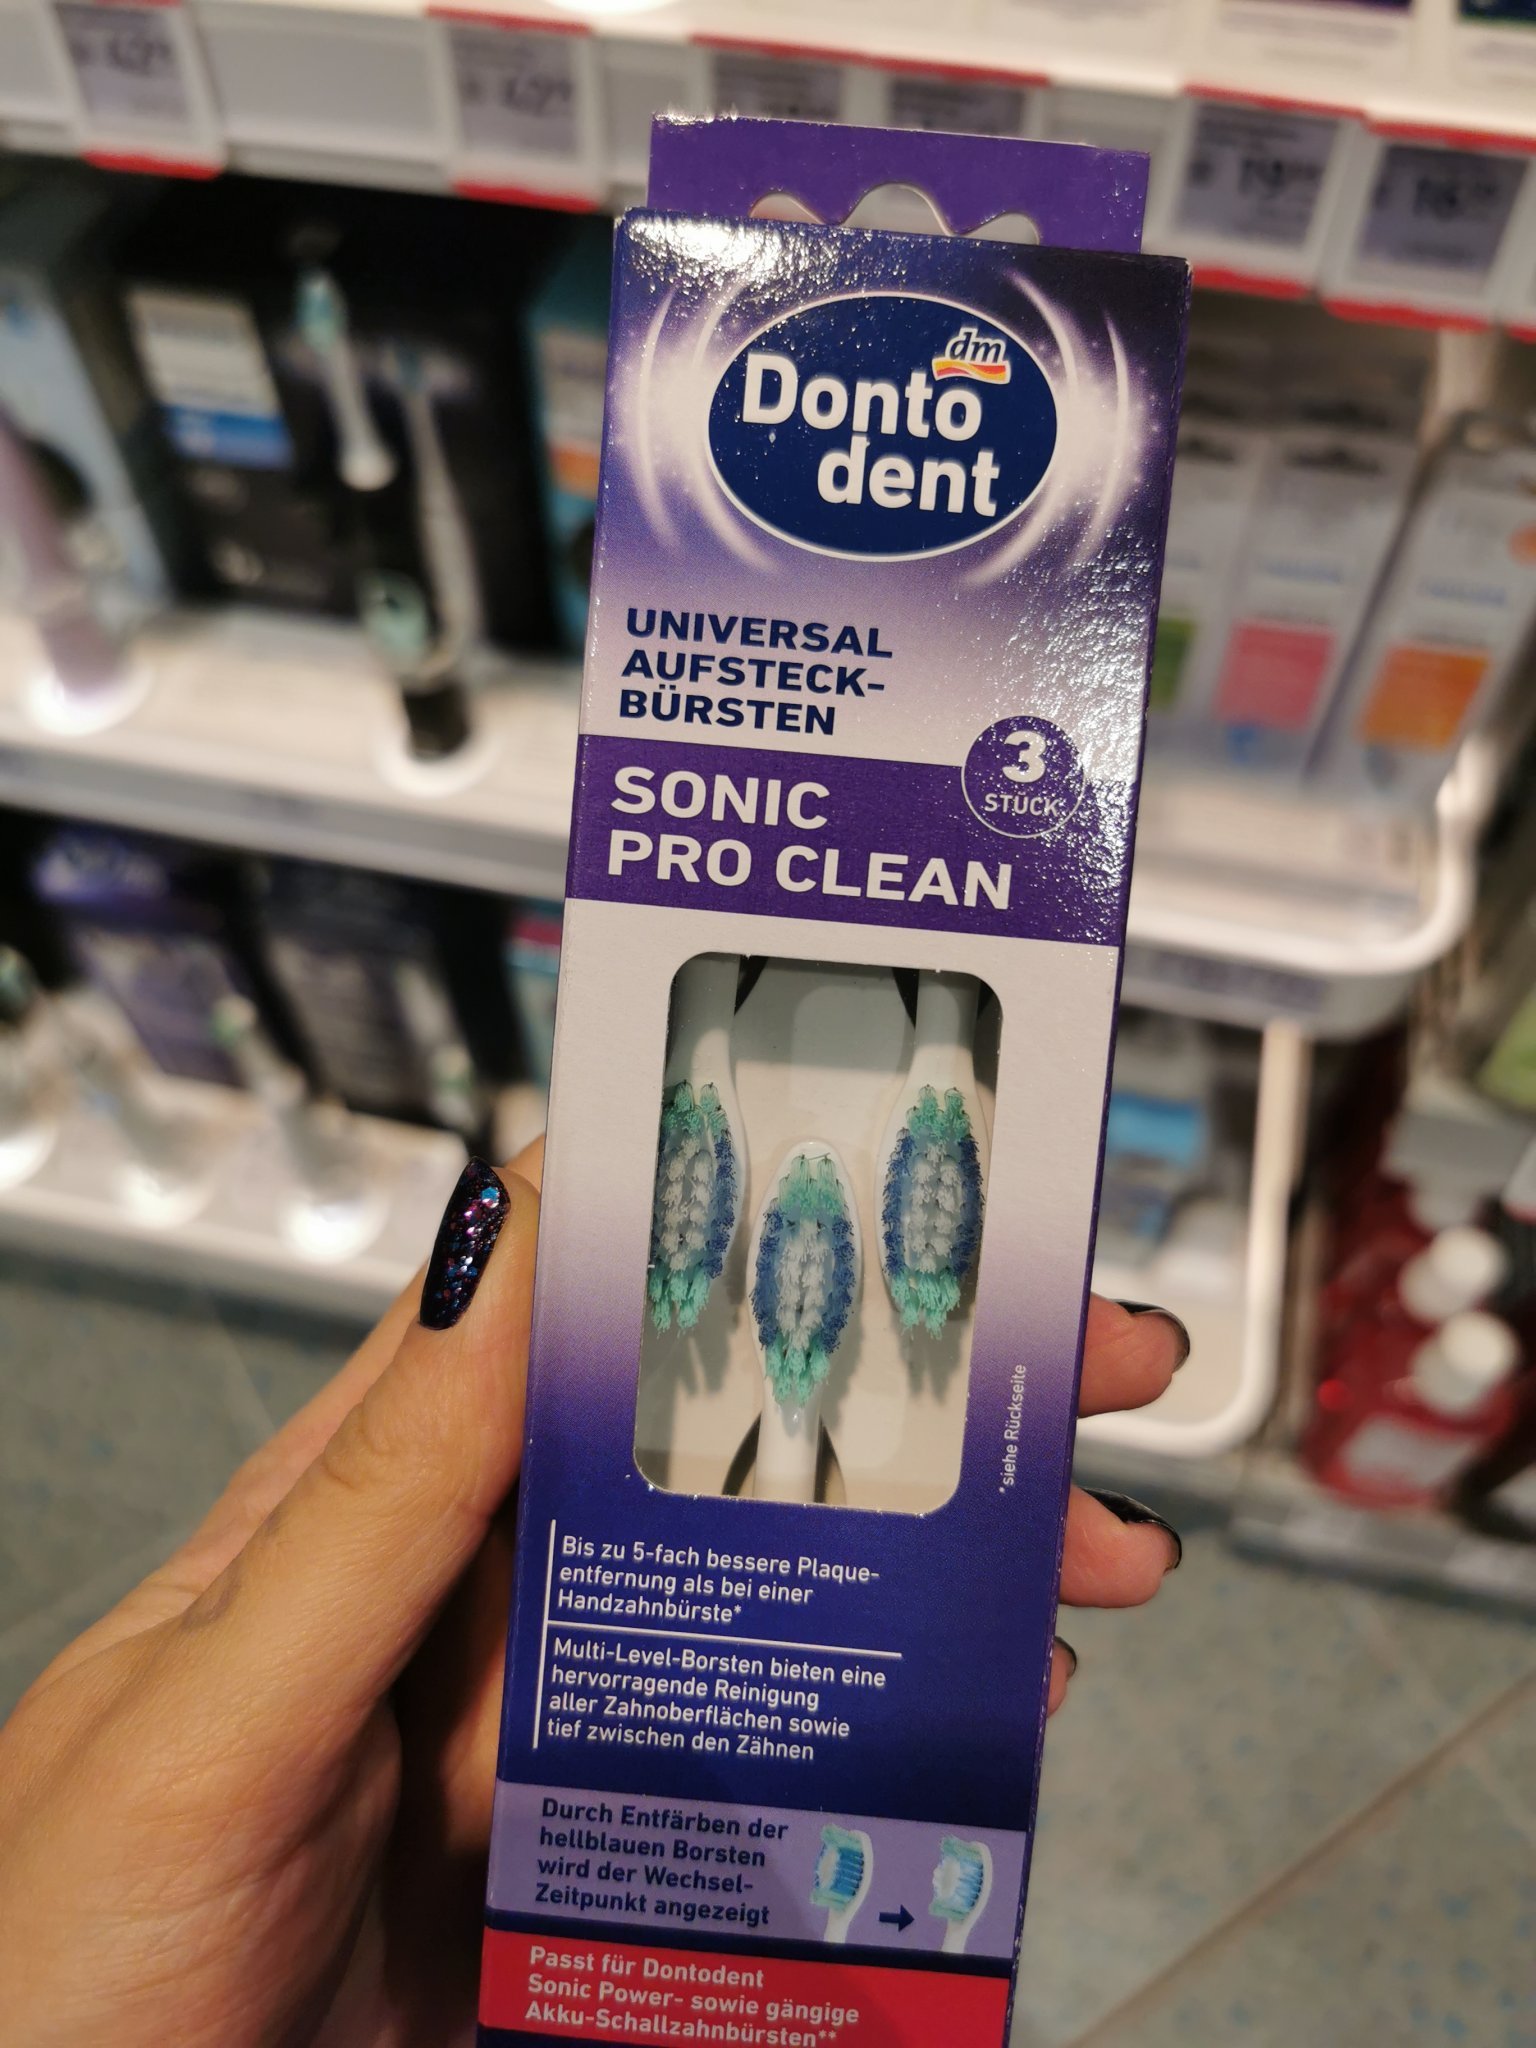 dm
Donto
dent
UNIVERSAL
AUFSTECK-
BÜRSTEN
3
STÜCK
SONIC
PRO CLEAN
*siehe Rückseite
Bis zu 5-fach bessere Plaque-
entfernung als bei einer
Handzahnbürste*
Multi-Level-Borsten bieten eine
hervorragende Reinigung
aller Zahnoberflächen sowie
tief zwischen den Zähnen
Durch Entfärben der
hellblauen Borsten
wird der Wechsel-
Zeitpunkt angezeigt
Passt für Dontodent
Sonic Power- sowie gängige
Akku-Schallzahnbürsten**